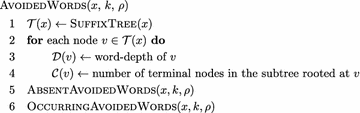 AVOIDEDWORDS(x, k, ρ)
1 𝒯(x) ← SUFFIXTREE(x)
2 for each node v ∈ 𝒯(x) do
3 𝒟(v) ← word-depth of v
4 𝒞(v) ← number of terminal nodes in the subtree rooted at v
5 ABSENTAVOIDEDWORDS(x, k, ρ)
6 OCCURRINGAVOIDEDWORDS(x, k, ρ)